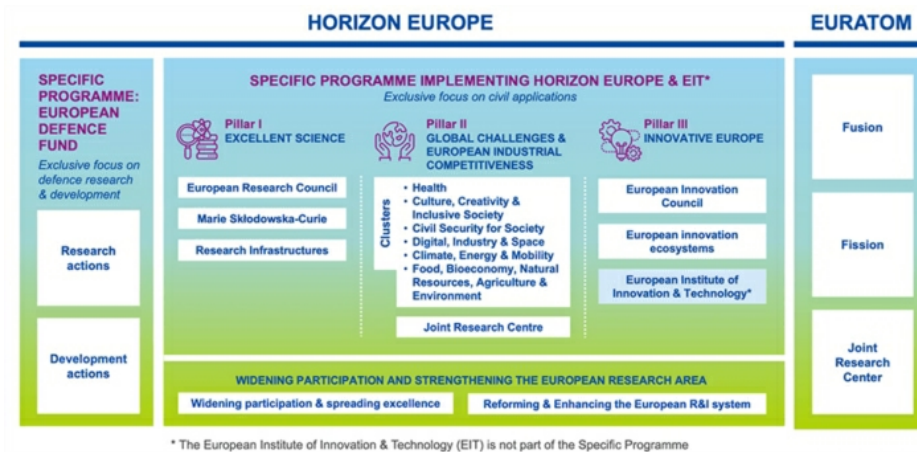 HORIZON EUROPE
EURATOM
SPECIFIC
PROGRAMME:
EUROPEAN
DEFENCE
FUND
Exclusive focus on
defence research
& development
Research
actions
Development
actions
SPECIFIC PROGRAMME IMPLEMENTING HORIZON EUROPE & EIT*
Exclusive focus on civil applications
Pillar I
EXCELLENT SCIENCE
European Research Council
Marie Skłodowska-Curie
Research Infrastructures
Pillar II
GLOBAL CHALLENGES &
EUROPEAN INDUSTRIAL
COMPETITIVENESS
Clusters
• Health
• Culture, Creativity &
Inclusive Society
• Civil Security for Society
• Digital, Industry & Space
• Climate, Energy & Mobility
• Food, Bioeconomy, Natural
Resources, Agriculture &
Environment
Joint Research Centre
Pillar III
INNOVATIVE EUROPE
European Innovation
Council
European innovation
ecosystems
European Institute of
Innovation & Technology*
WIDENING PARTICIPATION AND STRENGTHENING THE EUROPEAN RESEARCH AREA
Widening participation & spreading excellence
Reforming & Enhancing the European R&I system
Fusion
Fission
Joint
Research
Center
* The European Institute of Innovation & Technology (EIT) is not part of the Specific Programme